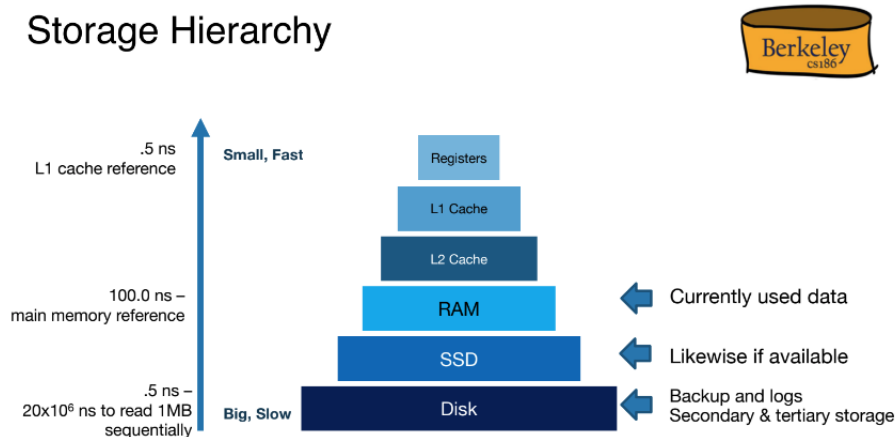 Storage Hierarchy
Berkeley
cs186
.5 ns
L1 cache reference
Small, Fast
Registers
L1 Cache
L2 Cache
100.0 ns –
main memory reference
RAM
Currently used data
SSD
Likewise if available
.5 ns –
20x10⁶ ns to read 1MB
sequentially
Big, Slow
Disk
Backup and logs
Secondary & tertiary storage